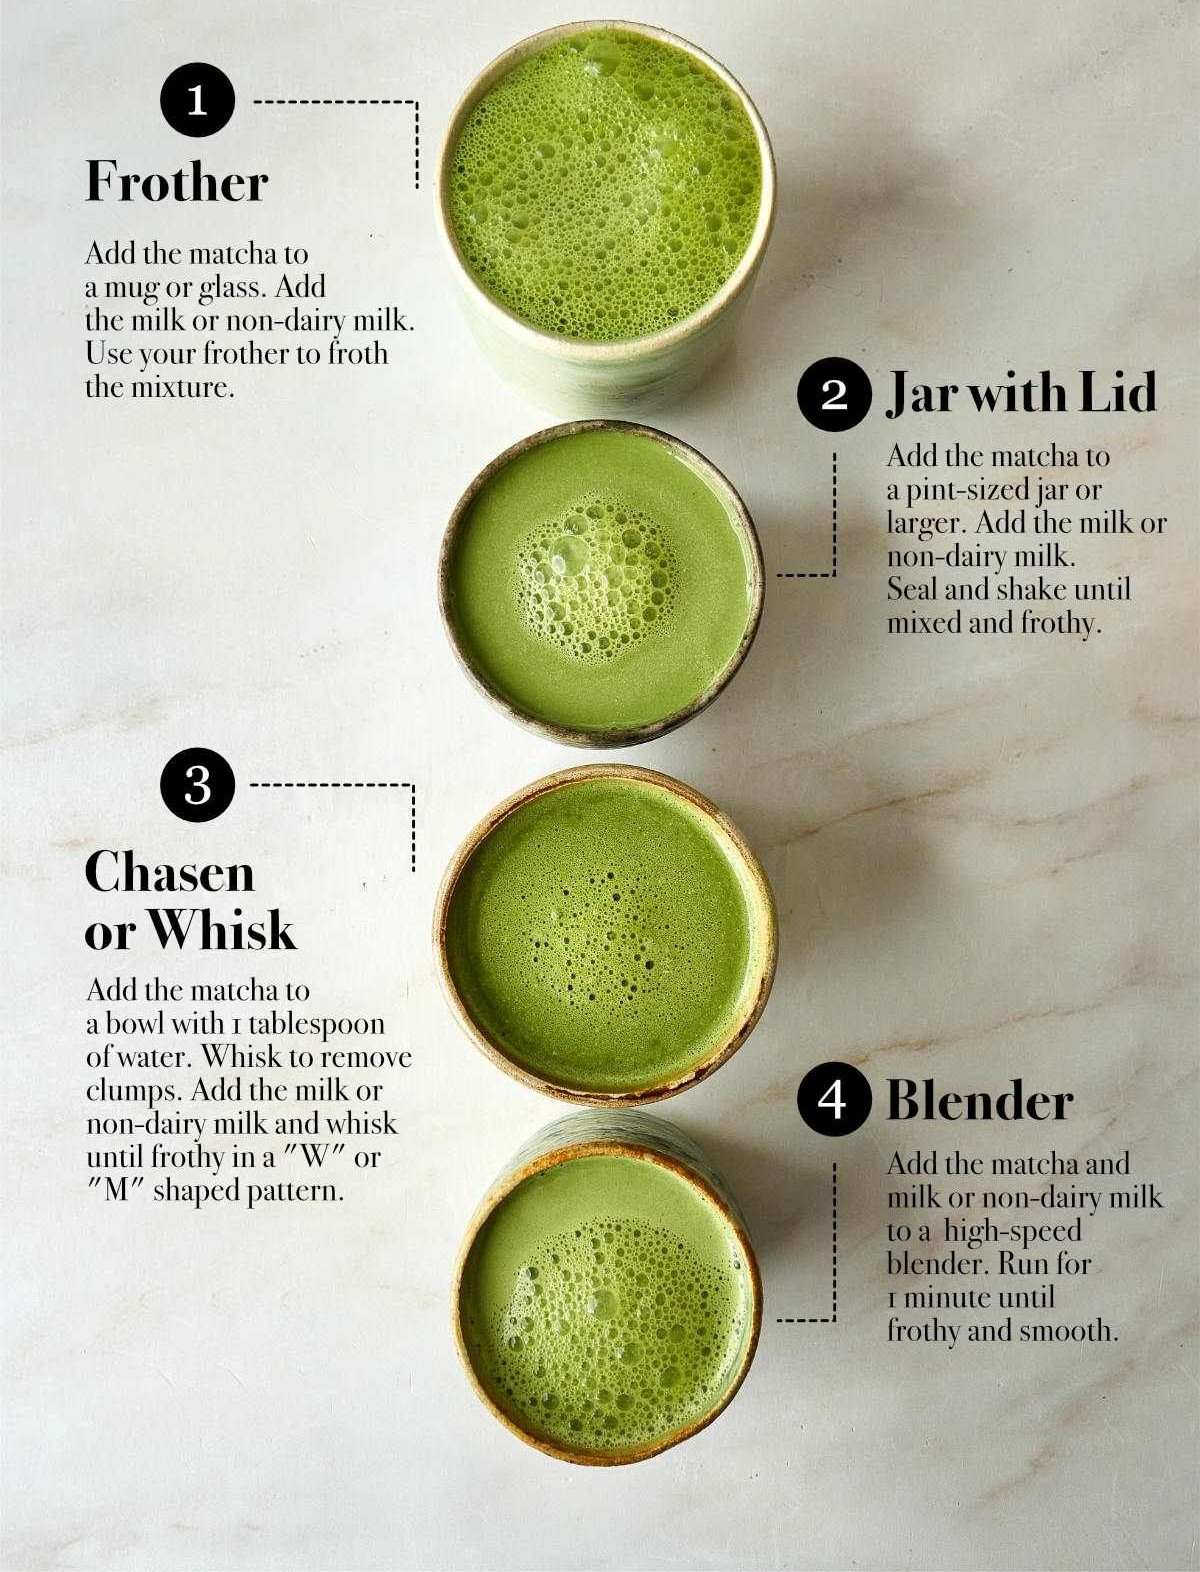 1
Frother
Add the matcha to
a mug or glass. Add
the milk or non-dairy milk.
Use your frother to froth
the mixture.
2 Jar with Lid
Add the matcha to
a pint-sized jar or
larger. Add the milk or
non-dairy milk.
Seal and shake until
mixed and frothy.
3
Chasen
or Whisk
Add the matcha to
a bowl with 1 tablespoon
of water. Whisk to remove
clumps. Add the milk or
non-dairy milk and whisk
until frothy in a "W" or
"M" shaped pattern.
4 Blender
Add the matcha and
milk or non-dairy milk
to a high-speed
blender. Run for
1 minute until
frothy and smooth.